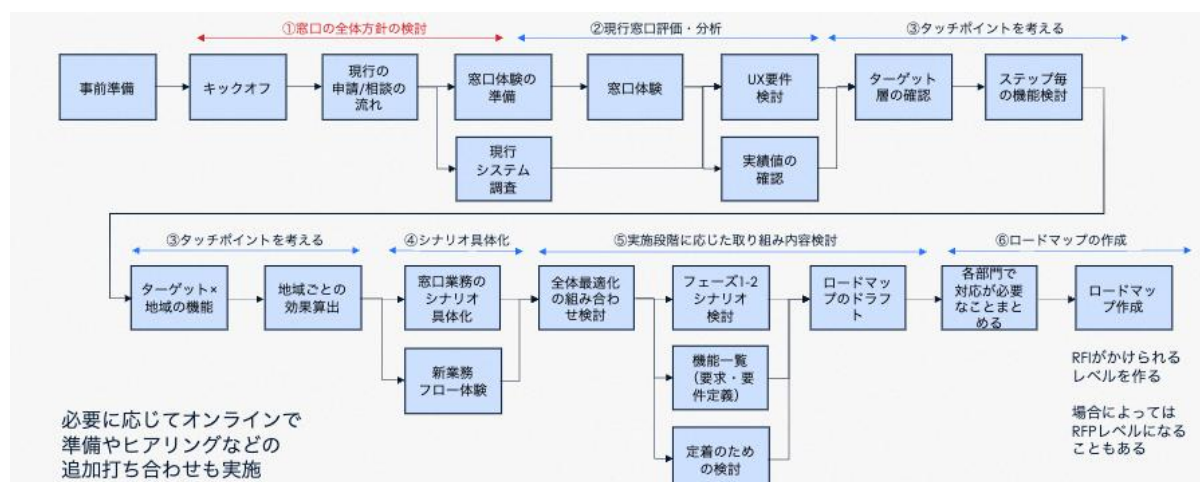 ①窓口の全体方針の検討
②現行窓口評価・分析
③タッチポイントを考える
事前準備
キックオフ
現行の
申請/相談の
流れ
窓口体験の
準備
窓口体験
UX要件
検討
ターゲット
層の確認
ステップ毎
の機能検討
現行
システム
調査
実績値の
確認
③タッチポイントを考える
④シナリオ具体化
⑤実施段階に応じた取り組み内容検討
⑥ロードマップの作成
ターゲット×
地域の機能
地域ごとの
効果算出
窓口業務の
シナリオ
具体化
全体最適化
の組み合わ
せ検討
フェーズ1-2
シナリオ
検討
ロードマッ
プのドラフ
ト
各部門で
対応が必要
なことまと
める
ロードマッ
プ作成
新業務
フロー体験
機能一覧
（要求・要
件定義）
定着のため
の検討
RFIがかけられる
レベルを作る
場合によっては
RFPレベルになる
こともある
必要に応じてオンラインで
準備やヒアリングなどの
追加打ち合わせも実施